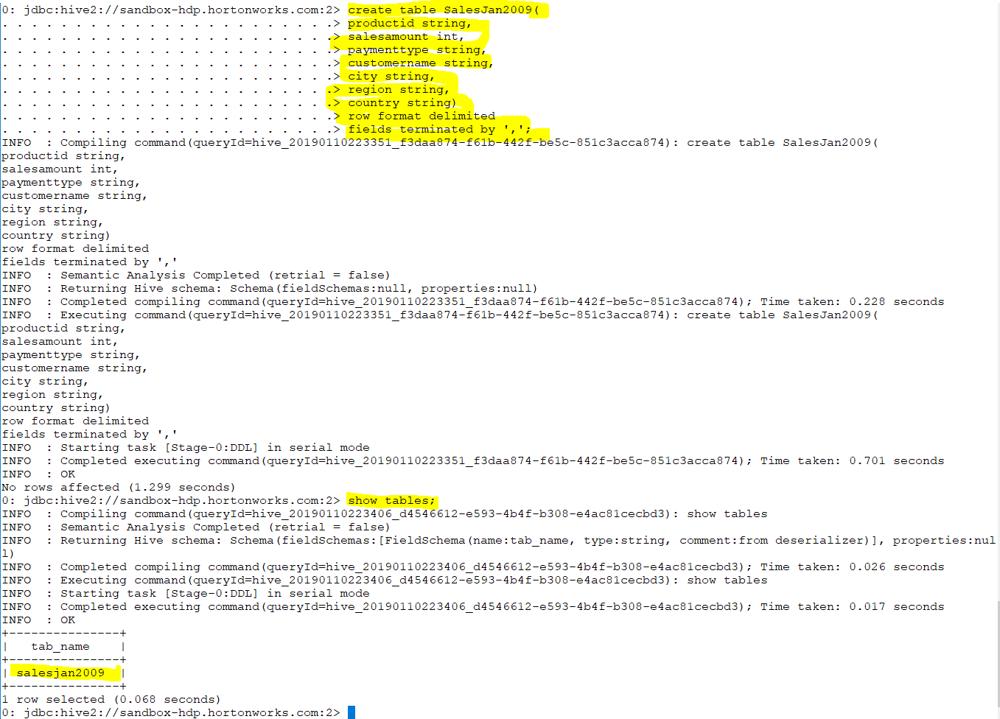 0: jdbc:hive2://sandbox-hdp.hortonworks.com:2> create table SalesJan2009(
. . . . . . . . . . . . . . . . . . . . . . .> productid string,
. . . . . . . . . . . . . . . . . . . . . . .> salesamount int,
. . . . . . . . . . . . . . . . . . . . . . .> paymenttype string,
. . . . . . . . . . . . . . . . . . . . . . .> customername string,
. . . . . . . . . . . . . . . . . . . . . . .> city string,
. . . . . . . . . . . . . . . . . . . . . . .> region string,
. . . . . . . . . . . . . . . . . . . . . . .> country string)
. . . . . . . . . . . . . . . . . . . . . . .> row format delimited
. . . . . . . . . . . . . . . . . . . . . . .> fields terminated by ',';
INFO  : Compiling command(queryId=hive_20190110223351_f3daa874-f61b-442f-be5c-851c3acca874): create table SalesJan2009(
productid string,
salesamount int,
paymenttype string,
customername string,
city string,
region string,
country string)
row format delimited
fields terminated by ','
INFO  : Semantic Analysis Completed (retrial = false)
INFO  : Returning Hive schema: Schema(fieldSchemas:null, properties:null)
INFO  : Completed compiling command(queryId=hive_20190110223351_f3daa874-f61b-442f-be5c-851c3acca874); Time taken: 0.228 seconds
INFO  : Executing command(queryId=hive_20190110223351_f3daa874-f61b-442f-be5c-851c3acca874): create table SalesJan2009(
productid string,
salesamount int,
paymenttype string,
customername string,
city string,
region string,
country string)
row format delimited
fields terminated by ','
INFO  : Starting task [Stage-0:DDL] in serial mode
INFO  : Completed executing command(queryId=hive_20190110223351_f3daa874-f61b-442f-be5c-851c3acca874); Time taken: 0.701 seconds
INFO  : OK
No rows affected (1.299 seconds)
0: jdbc:hive2://sandbox-hdp.hortonworks.com:2> show tables;
INFO  : Compiling command(queryId=hive_20190110223406_d4546612-e593-4b4f-b308-e4ac81cecbd3): show tables
INFO  : Semantic Analysis Completed (retrial = false)
INFO  : Returning Hive schema: Schema(fieldSchemas:[FieldSchema(name:tab_name, type:string, comment:from deserializer)], properties:nul
l)
INFO  : Completed compiling command(queryId=hive_20190110223406_d4546612-e593-4b4f-b308-e4ac81cecbd3); Time taken: 0.026 seconds
INFO  : Executing command(queryId=hive_20190110223406_d4546612-e593-4b4f-b308-e4ac81cecbd3): show tables
INFO  : Starting task [Stage-0:DDL] in serial mode
INFO  : Completed executing command(queryId=hive_20190110223406_d4546612-e593-4b4f-b308-e4ac81cecbd3); Time taken: 0.017 seconds
INFO  : OK
+---------------+
|   tab_name    |
+---------------+
| salesjan2009  |
+---------------+
1 row selected (0.068 seconds)
0: jdbc:hive2://sandbox-hdp.hortonworks.com:2>